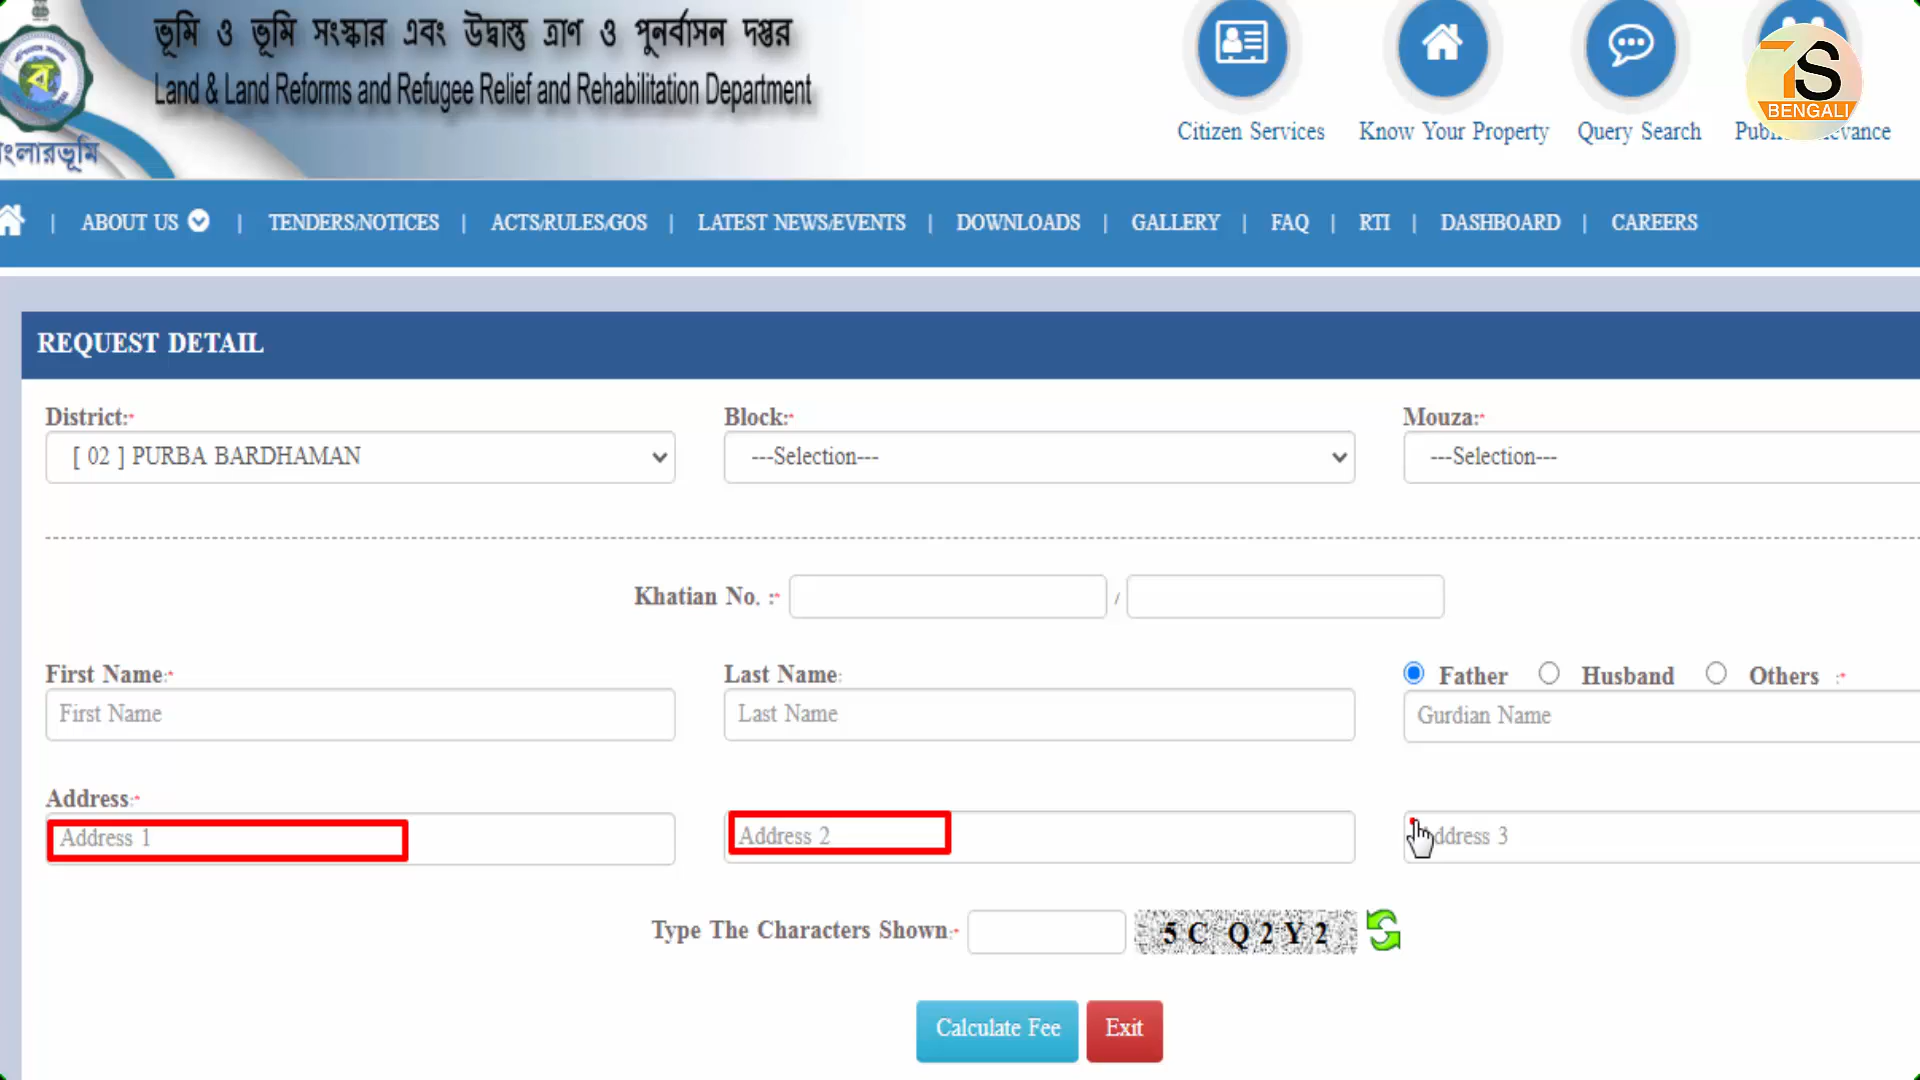 ভূমি ও ভূমি সংস্কার এবং উদ্বাস্তু ত্রাণ ও পুনর্বাসন দপ্তর
Land & Land Reforms and Refugee Relief and Rehabilitation Department
ব
ংলারভূমি
Citizen Services
Know Your Property
Query Search
7S
BENGALI
| ABOUT US | TENDERS/NOTICES | ACTS/RULES/GOS | LATEST NEWS/EVENTS | DOWNLOADS | GALLERY | FAQ | RTI | DASHBOARD | CAREERS
REQUEST DETAIL
District:* Block:* Mouza:*
[ 02 ] PURBA BARDHAMAN ---Selection--- ---Selection---
Khatian No. :* /
First Name:* Last Name: Father Husband Others :*
First Name Last Name Gurdian Name
Address:*
Address 1 Address 2 ddress 3
Type The Characters Shown:* 5C Q2Y2
Calculate Fee Exit